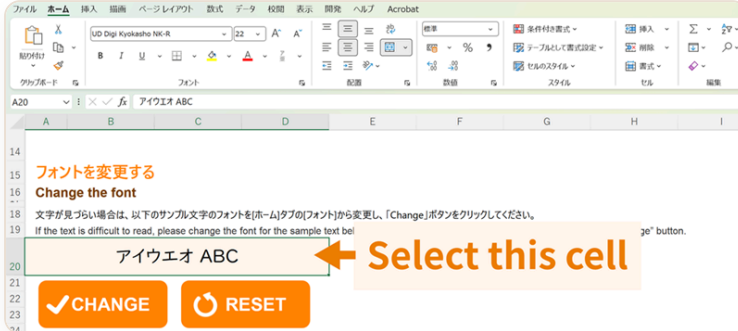 ファイル ホーム 挿入 描画 ページ レイアウト 数式 データ 校閲 表示 開発 ヘルプ Acrobat
UD Digi Kyokasho NK-R 22 A A 標準 条件付き書式 挿入
貼り付け B I U A テーブルとして書式設定 削除
セルのスタイル 書式
クリップボード フォント 配置 数値 スタイル セル 編集
A20 fx アイウエオ ABC
A B C D E F G H I
14
15 フォントを変更する
16 Change the font
18 文字が見づらい場合は、以下のサンプル文字のフォントを[ホーム]タブの[フォント]から変更し、「Change」ボタンをクリックしてください。
19 If the text is difficult to read, please change the font for the sample text bel ge" button.
20 アイウエオ ABC
Select this cell
21
22 CHANGE RESET
23
24